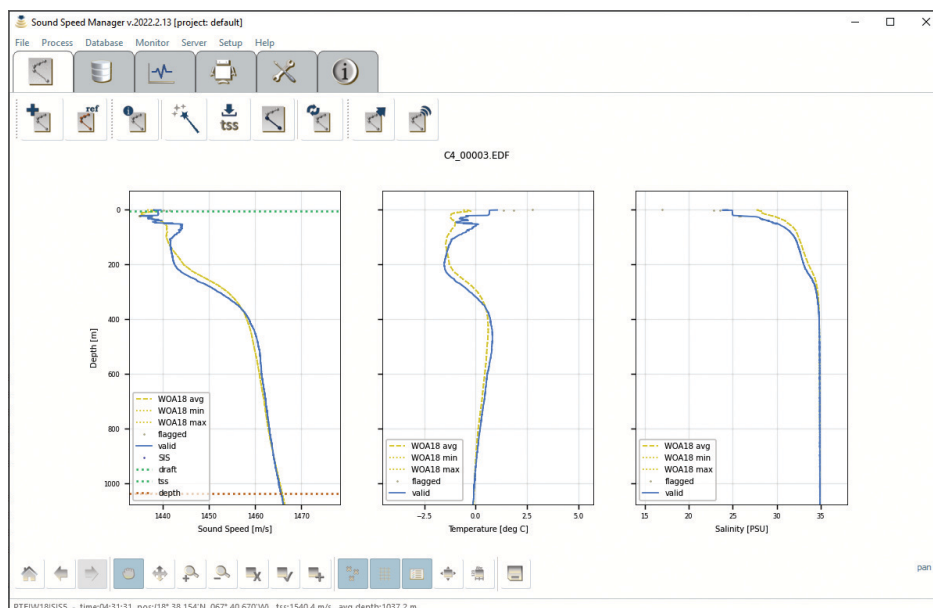 Sound Speed Manager v.2022.2.13 [project: default]
File Process Database Monitor Server Setup Help
ref
tss
C4_00003.EDF
0
200
400
600
800
1000
Depth [m]
WOA18 avg
WOA18 min
WOA18 max
flagged
valid
SIS
draft
tss
depth
1440 1450 1460 1470
Sound Speed [m/s]
WOA18 avg
WOA18 min
WOA18 max
flagged
valid
−2.5 0.0 2.5 5.0
Temperature [deg C]
WOA18 avg
WOA18 min
WOA18 max
flagged
valid
15 20 25 30 35
Salinity [PSU]
pan
RTF|W18|SIS5 - time:04:31:31, pos:(18° 38.154'N, 067° 40.670'W), tss:1540.4 m/s, avg.depth:1037.2 m